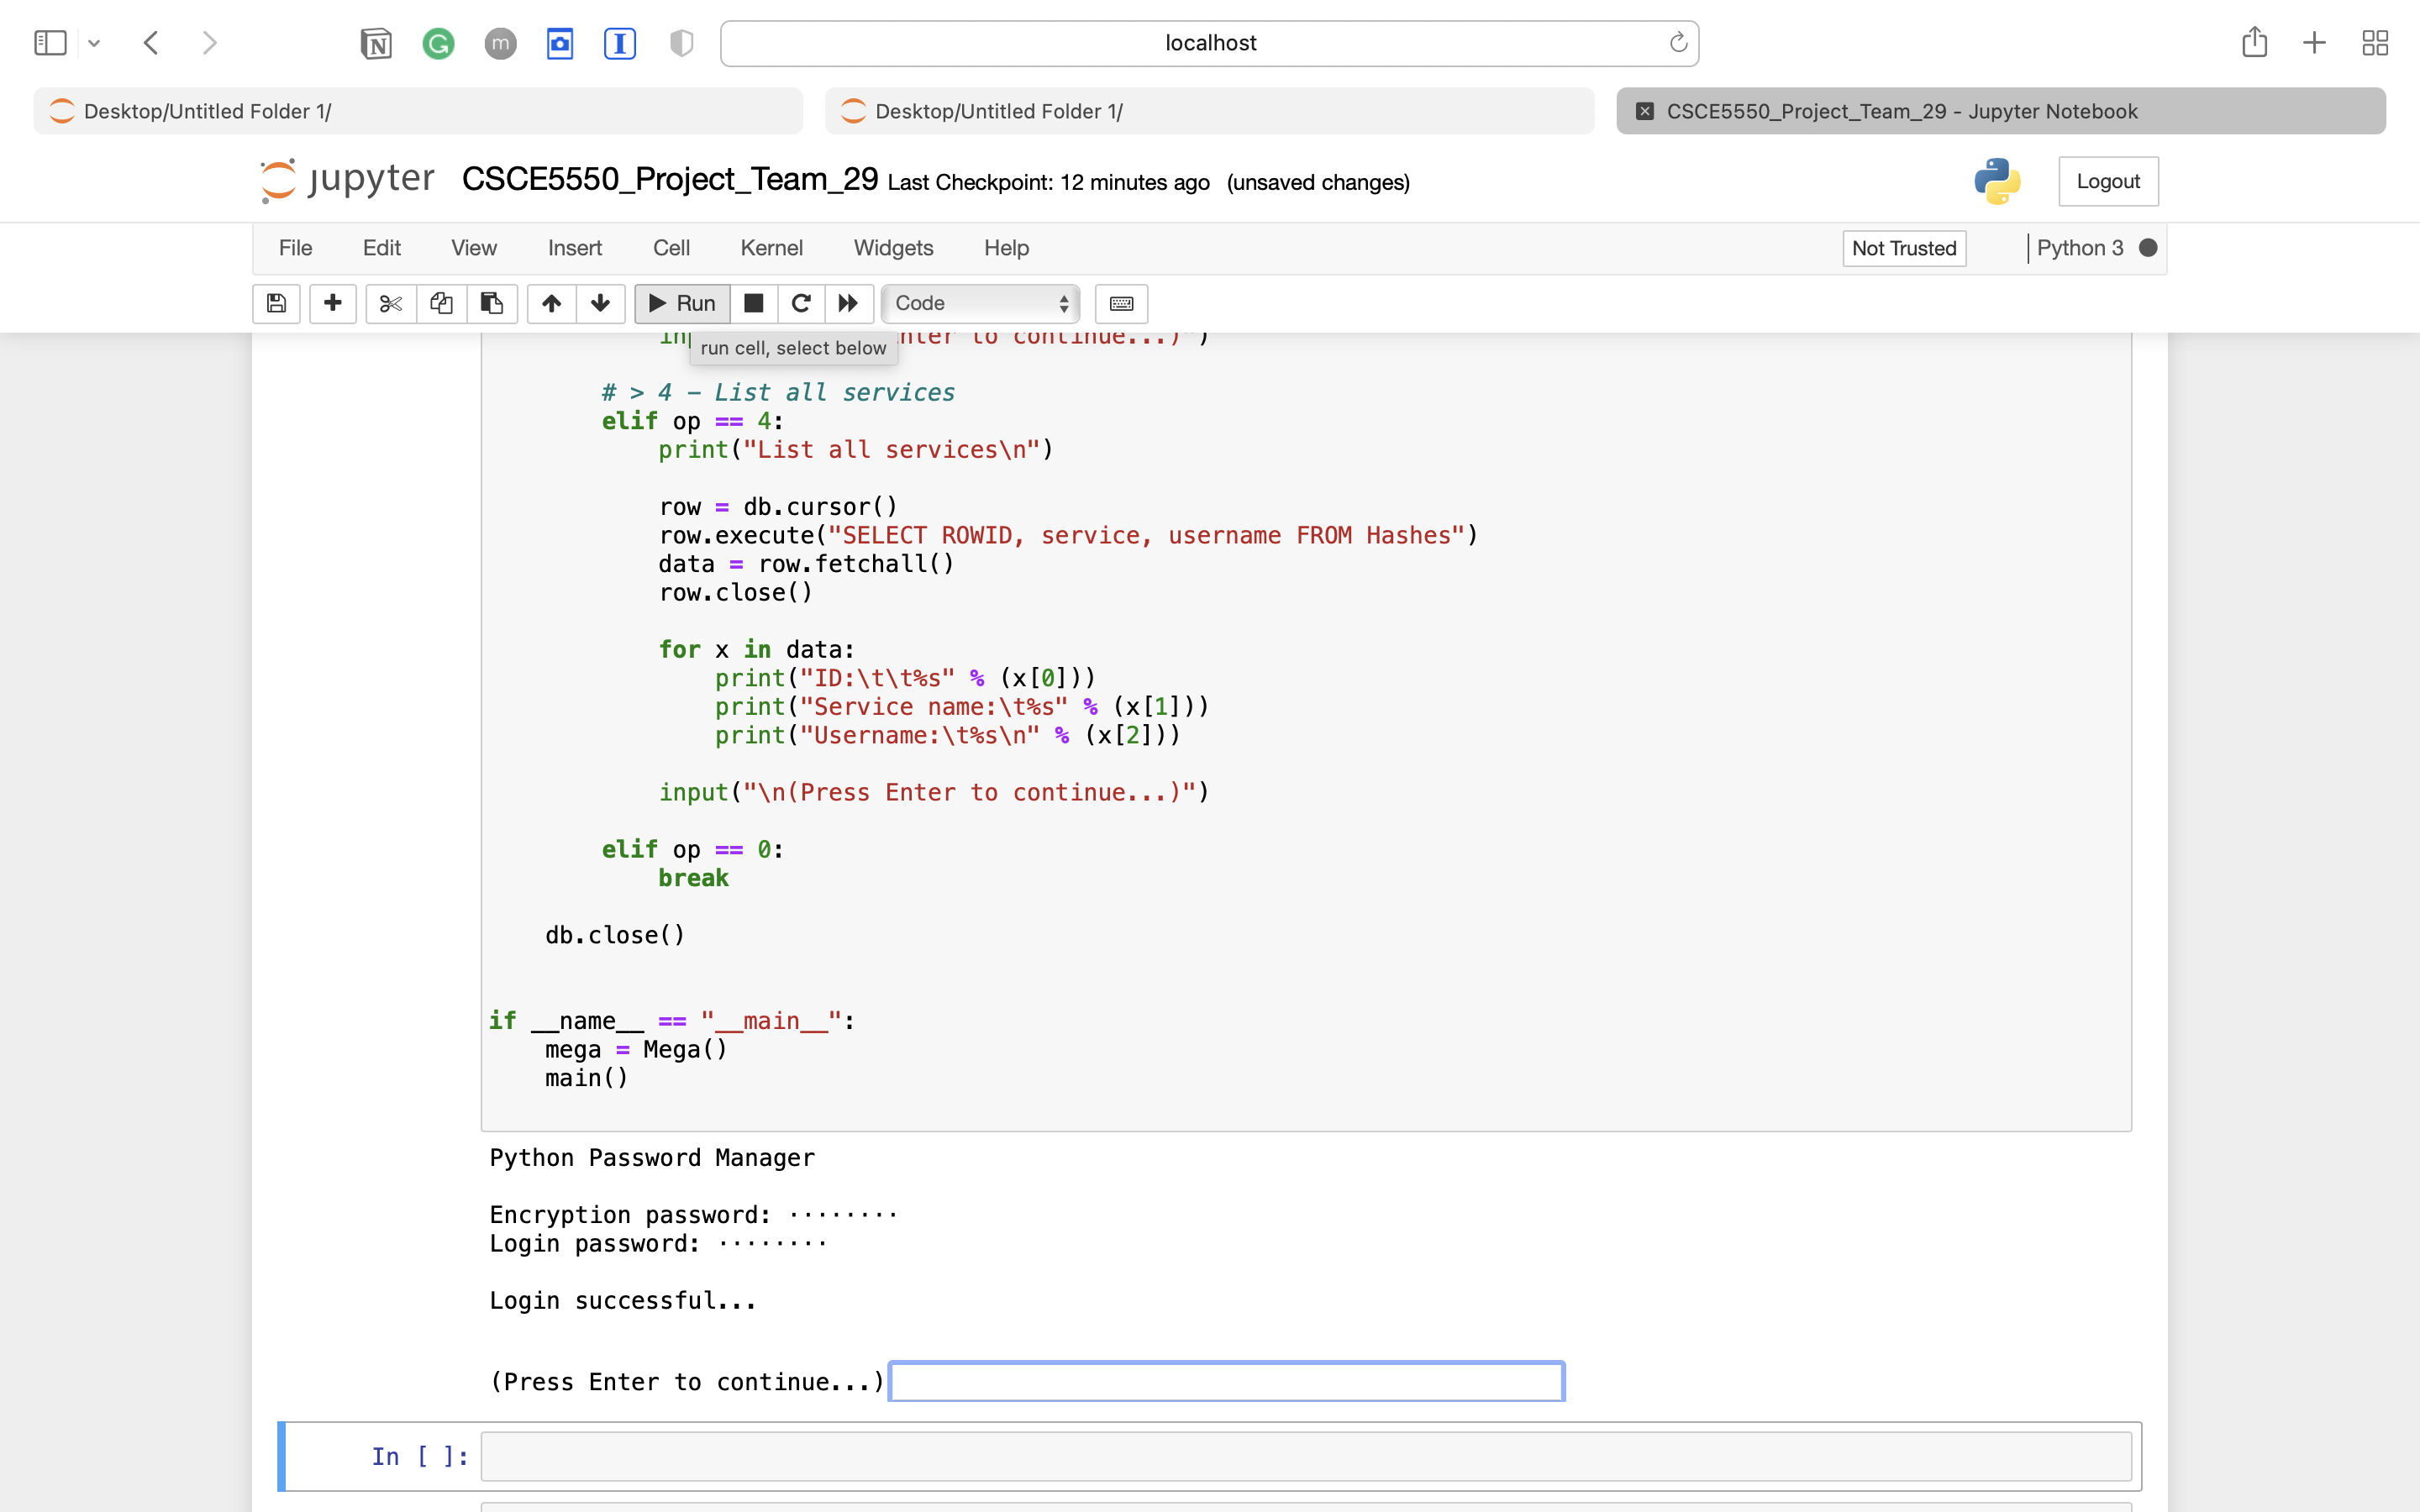 localhost
Desktop/Untitled Folder 1/
Desktop/Untitled Folder 1/
CSCE5550_Project_Team_29 - Jupyter Notebook
jupyter CSCE5550_Project_Team_29 Last Checkpoint: 12 minutes ago (unsaved changes)
Logout
File Edit View Insert Cell Kernel Widgets Help
Not Trusted
Python 3
Run
Code
run cell, select below
nter to continue...)")
# > 4 – List all services
elif op == 4:
print("List all services\n")
row = db.cursor()
row.execute("SELECT ROWID, service, username FROM Hashes")
data = row.fetchall()
row.close()
for x in data:
print("ID:\t\t%s" % (x[0]))
print("Service name:\t%s" % (x[1]))
print("Username:\t%s\n" % (x[2]))
input("\n(Press Enter to continue...)")
elif op == 0:
break
db.close()
if __name__ == "__main__":
mega = Mega()
main()
Python Password Manager
Encryption password: ········
Login password: ········
Login successful...
(Press Enter to continue...)
In [ ]: